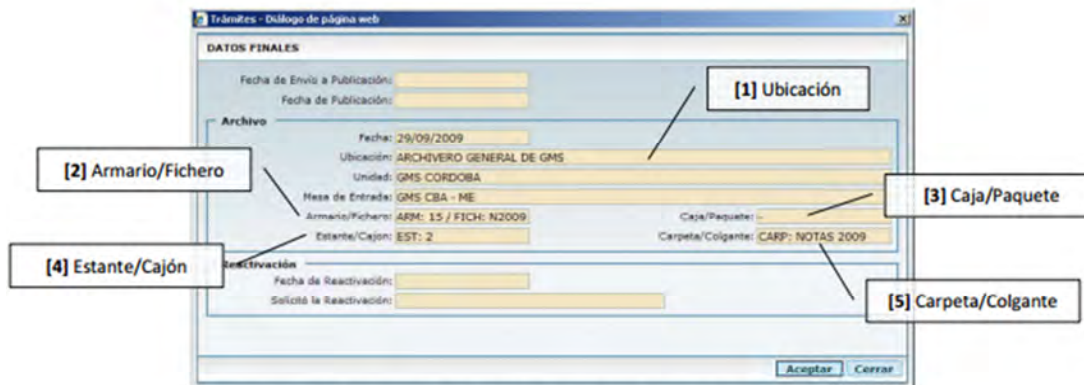 Trámites - Diálogo de página web
DATOS FINALES
Fecha de Envío a Publicación:
[1] Ubicación
Fecha de Publicación:
Archivo
Fecha: 29/09/2009
[2] Armario/Fichero
Ubicación: ARCHIVERO GENERAL DE GMS
Unidad: GMS CORDOBA
Mesa de Entrada: GMS CBA - ME
[3] Caja/Paquete
Armario/Fichero: ARM: 15 / FICH: N2009 Caja/Paquete: -
Estante/Cajon: EST: 2 Carpeta/Colgante: CARP: NOTAS 2009
[4] Estante/Cajón
Reactivación
Fecha de Reactivación:
[5] Carpeta/Colgante
Solicitó la Reactivación:
Aceptar Cerrar